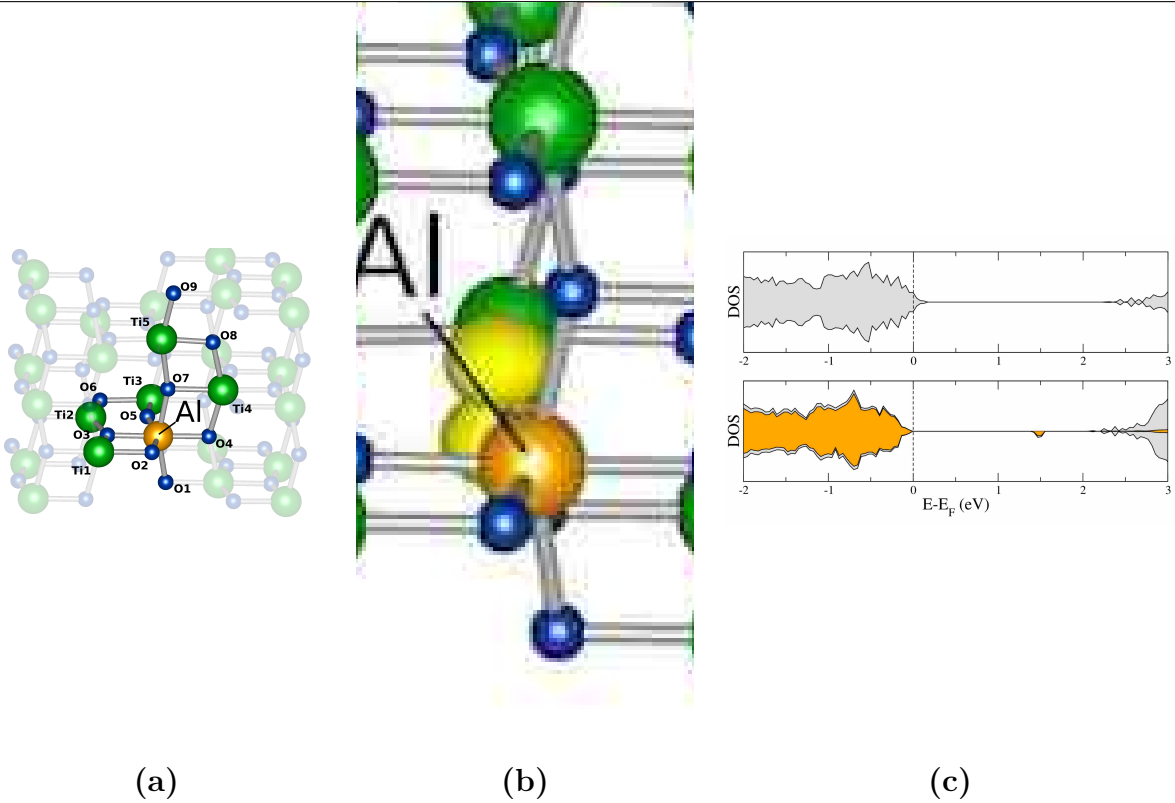 O9
Ti5
O8
O6
Ti3
O7
Ti2
O5
Al
Ti4
O3
O4
Ti1
O2
O1
Al
DOS
-2 -1 0 1 2 3
DOS
-2 -1 0 1 2 3
E-E_F (eV)
(a) (b) (c)